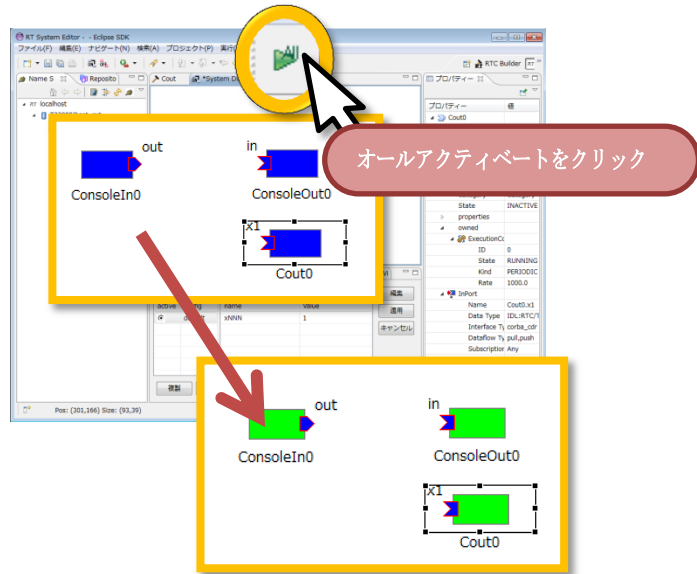 RT System Editor - - Eclipse SDK
ファイル(F) 編集(E) ナビゲート(N) 検索(A) プロジェクト(P) 実行(
All
RTC Builder RT
Name S Reposito
Cout *System D
プロパティー
RT localhost
プロパティー 値
Cout0
オールアクティベートをクリック
out
ConsoleIn0
in
ConsoleOut0
x1
Cout0
State INACTIVE
properties
owned
ExecutionCo
ID 0
State RUNNING
Kind PERIODIC
Rate 1000.0
InPort
Name Cout0.x1
Data Type IDL:RTC/T
Interface Ty corba_cdr
Dataflow Ty pull,push
Subscription Any
active name value
xNNN 1
編集
適用
キャンセル
複製
Pos: (301,166) Size: (93,39)
out
ConsoleIn0
in
ConsoleOut0
x1
Cout0